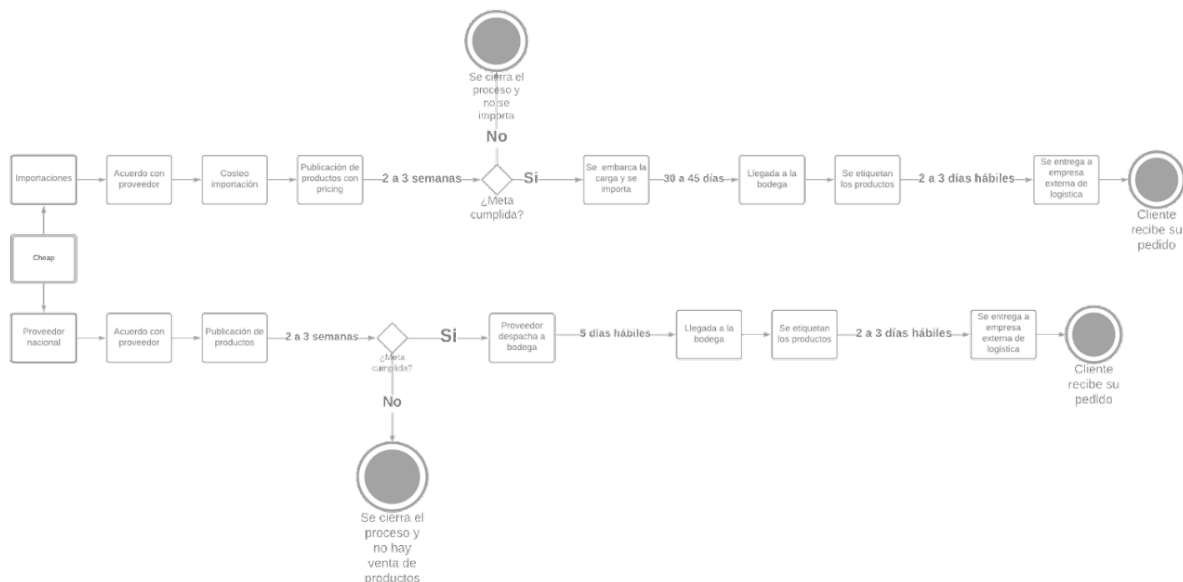 Se cierra el
proceso y
no se
importa
No
Importaciones
Acuerdo con
proveedor
Costeo
importación
Publicación de
productos con
pricing
2 a 3 semanas
¿Meta
cumplida?
Si
Se embarca la
carga y se
importa
30 a 45 días
Llegada a la
bodega
Se etiquetan
los productos
2 a 3 días hábiles
Se entrega a
empresa
externa de
logística
Cliente
recibe su
pedido
Cheap
Proveedor
nacional
Acuerdo con
proveedor
Publicación de
productos
2 a 3 semanas
¿Meta
cumplida?
Si
Proveedor
despacha a
bodega
5 días hábiles
Llegada a la
bodega
Se etiquetan
los productos
2 a 3 días hábiles
Se entrega a
empresa
externa de
logística
Cliente
recibe su
pedido
No
Se cierra el
proceso y
no hay
venta de
productos